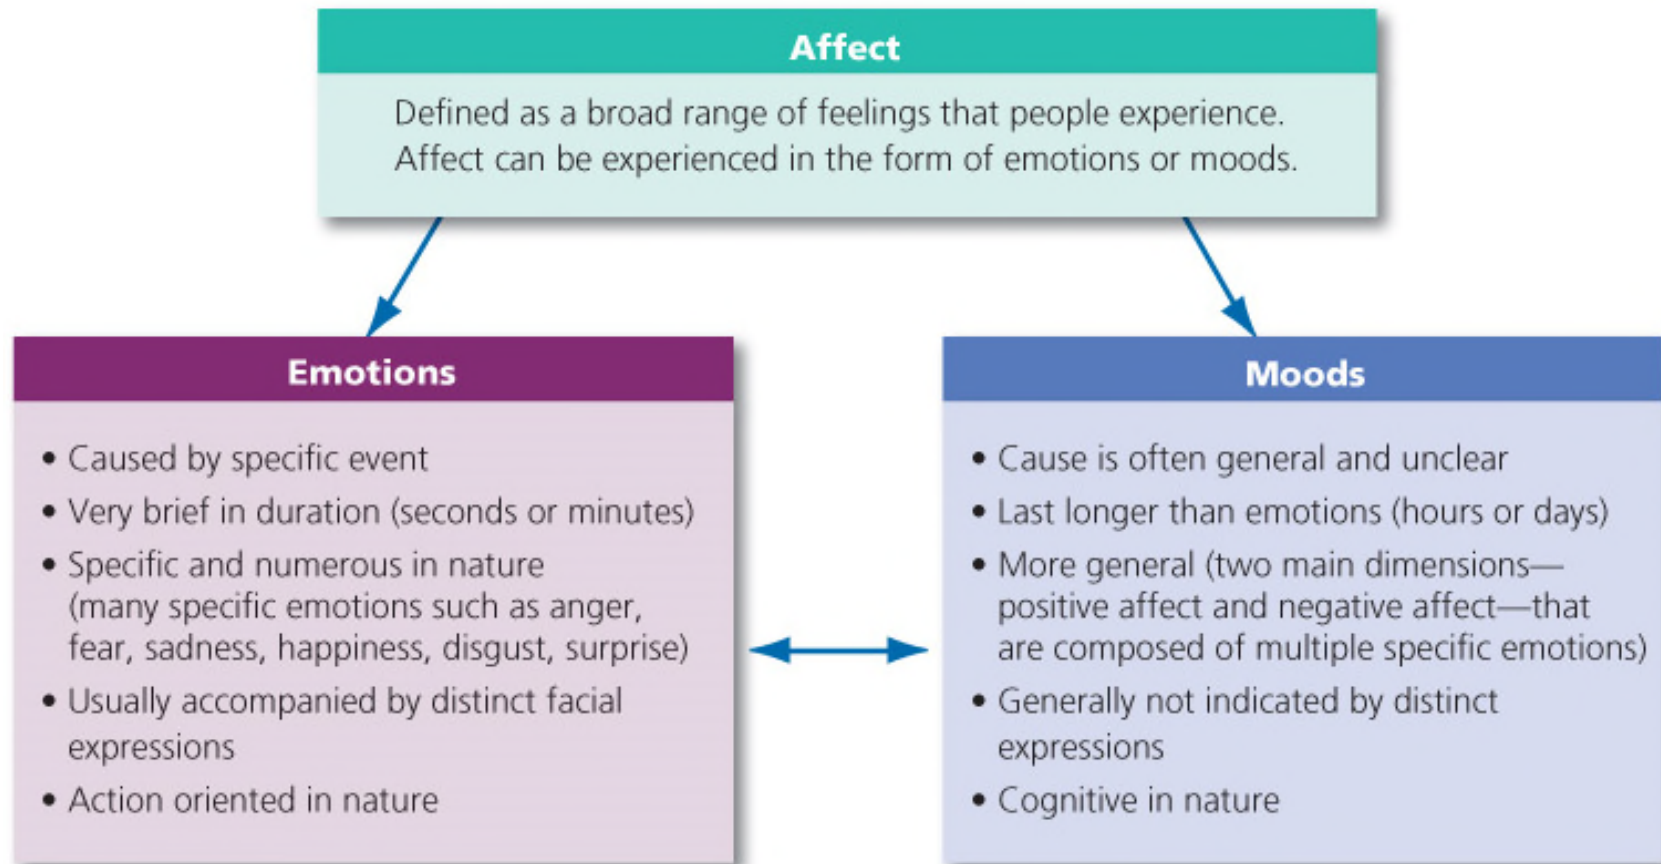 Affect
Defined as a broad range of feelings that people experience.
Affect can be experienced in the form of emotions or moods.
Emotions
• Caused by specific event
• Very brief in duration (seconds or minutes)
• Specific and numerous in nature
(many specific emotions such as anger,
fear, sadness, happiness, disgust, surprise)
• Usually accompanied by distinct facial
expressions
• Action oriented in nature
Moods
• Cause is often general and unclear
• Last longer than emotions (hours or days)
• More general (two main dimensions—
positive affect and negative affect—that
are composed of multiple specific emotions)
• Generally not indicated by distinct
expressions
• Cognitive in nature